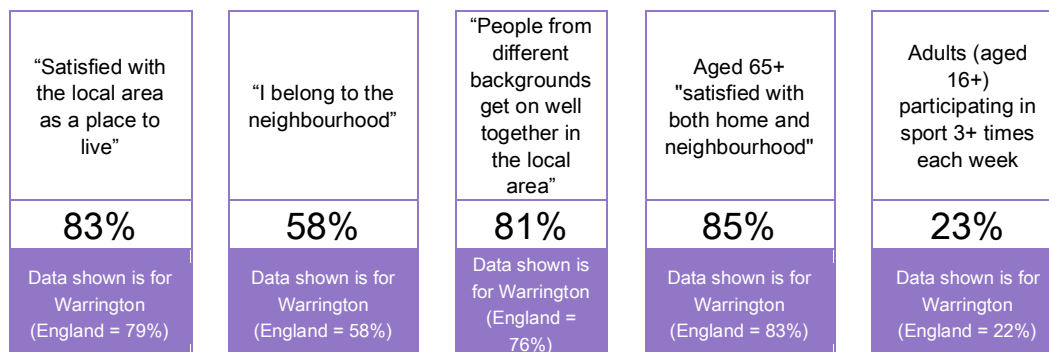 “Satisfied with
the local area
as a place to
live”
83%
Data shown is for
Warrington
(England = 79%)
“I belong to the
neighbourhood”
58%
Data shown is for
Warrington
(England = 58%)
“People from
different
backgrounds
get on well
together in
the local
area”
81%
Data shown is
for Warrington
(England =
76%)
Aged 65+
"satisfied with
both home and
neighbourhood"
85%
Data shown is for
Warrington
(England = 83%)
Adults (aged
16+)
participating in
sport 3+ times
each week
23%
Data shown is for
Warrington
(England = 22%)